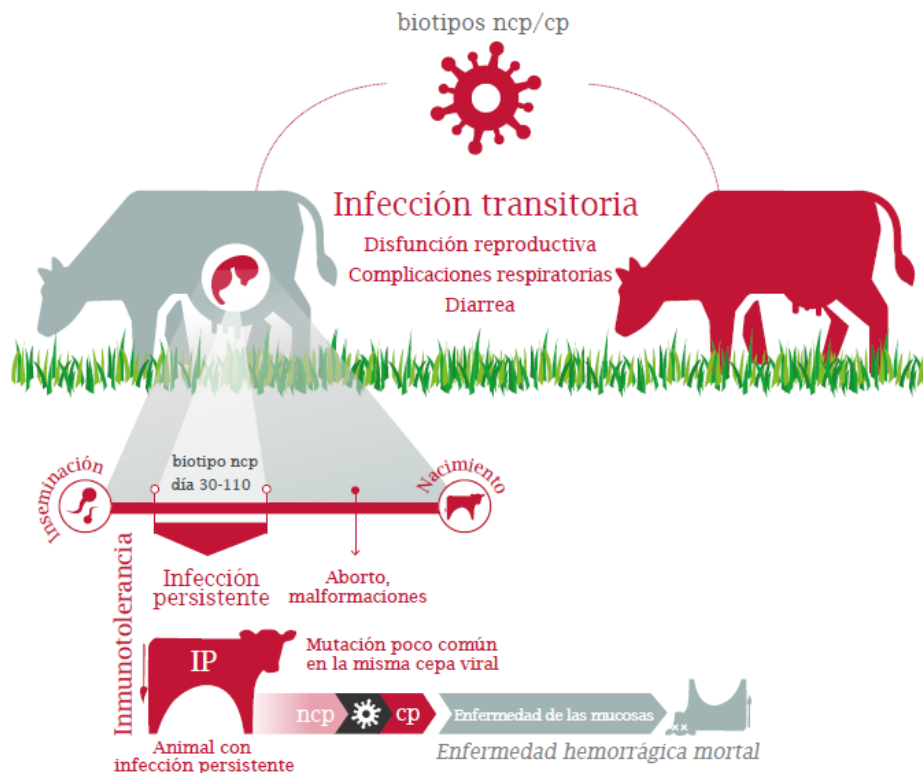 biotipos ncp/cp
Infección transitoria
Disfunción reproductiva
Complicaciones respiratorias
Diarrea
Inseminación
biotipo ncp
día 30-110
Nacimiento
Inmunotolerancia
Infección
persistente
Aborto,
malformaciones
IP
Mutación poco común
en la misma cepa viral
ncp
cp
Enfermedad de las mucosas
Animal con
infección persistente
Enfermedad hemorrágica mortal